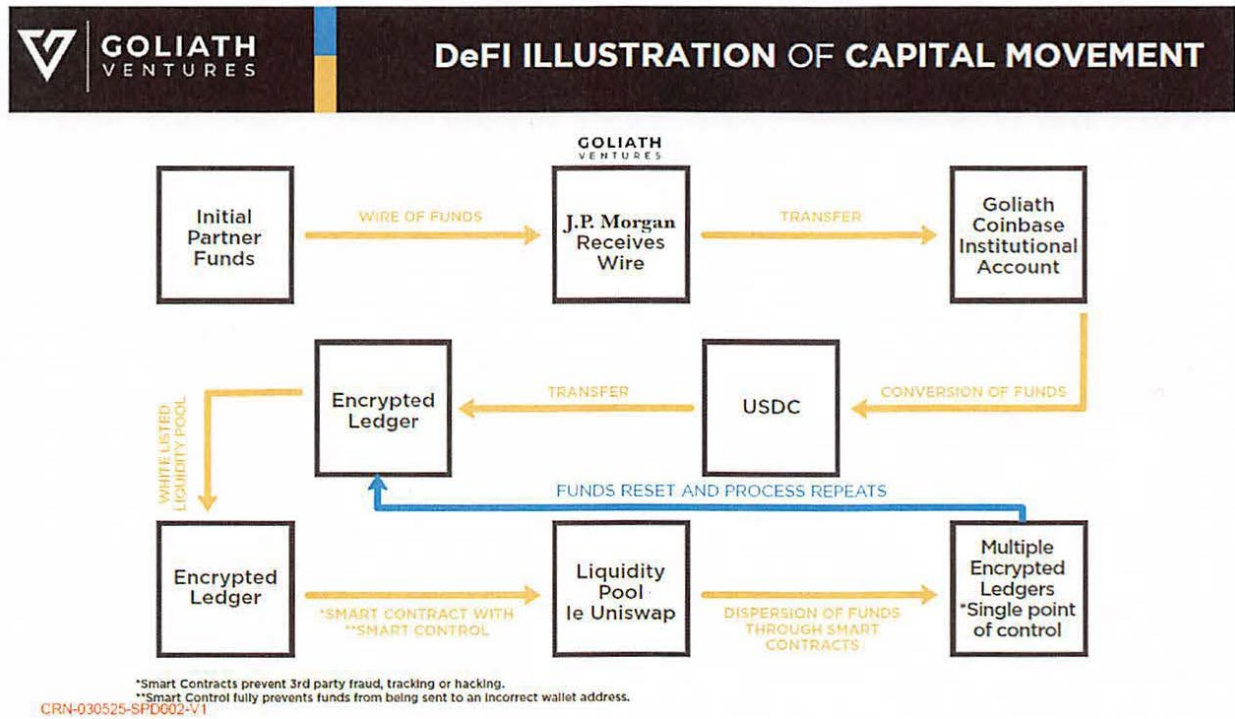 GOLIATH
VENTURES
DeFI ILLUSTRATION OF CAPITAL MOVEMENT
GOLIATH
VENTURES
Initial
Partner
Funds
WIRE OF FUNDS
J.P. Morgan
Receives
Wire
TRANSFER
Goliath
Coinbase
Institutional
Account
CONVERSION OF FUNDS
USDC
TRANSFER
Encrypted
Ledger
WHITE LISTED
LIQUIDITY POOL
FUNDS RESET AND PROCESS REPEATS
Encrypted
Ledger
*SMART CONTRACT WITH
**SMART CONTROL
Liquidity
Pool
Ie Uniswap
DISPERSION OF FUNDS
THROUGH SMART
CONTRACTS
Multiple
Encrypted
Ledgers
*Single point
of control
*Smart Contracts prevent 3rd party fraud, tracking or hacking.
**Smart Control fully prevents funds from being sent to an incorrect wallet address.
CRN-030525-SPD002-V1